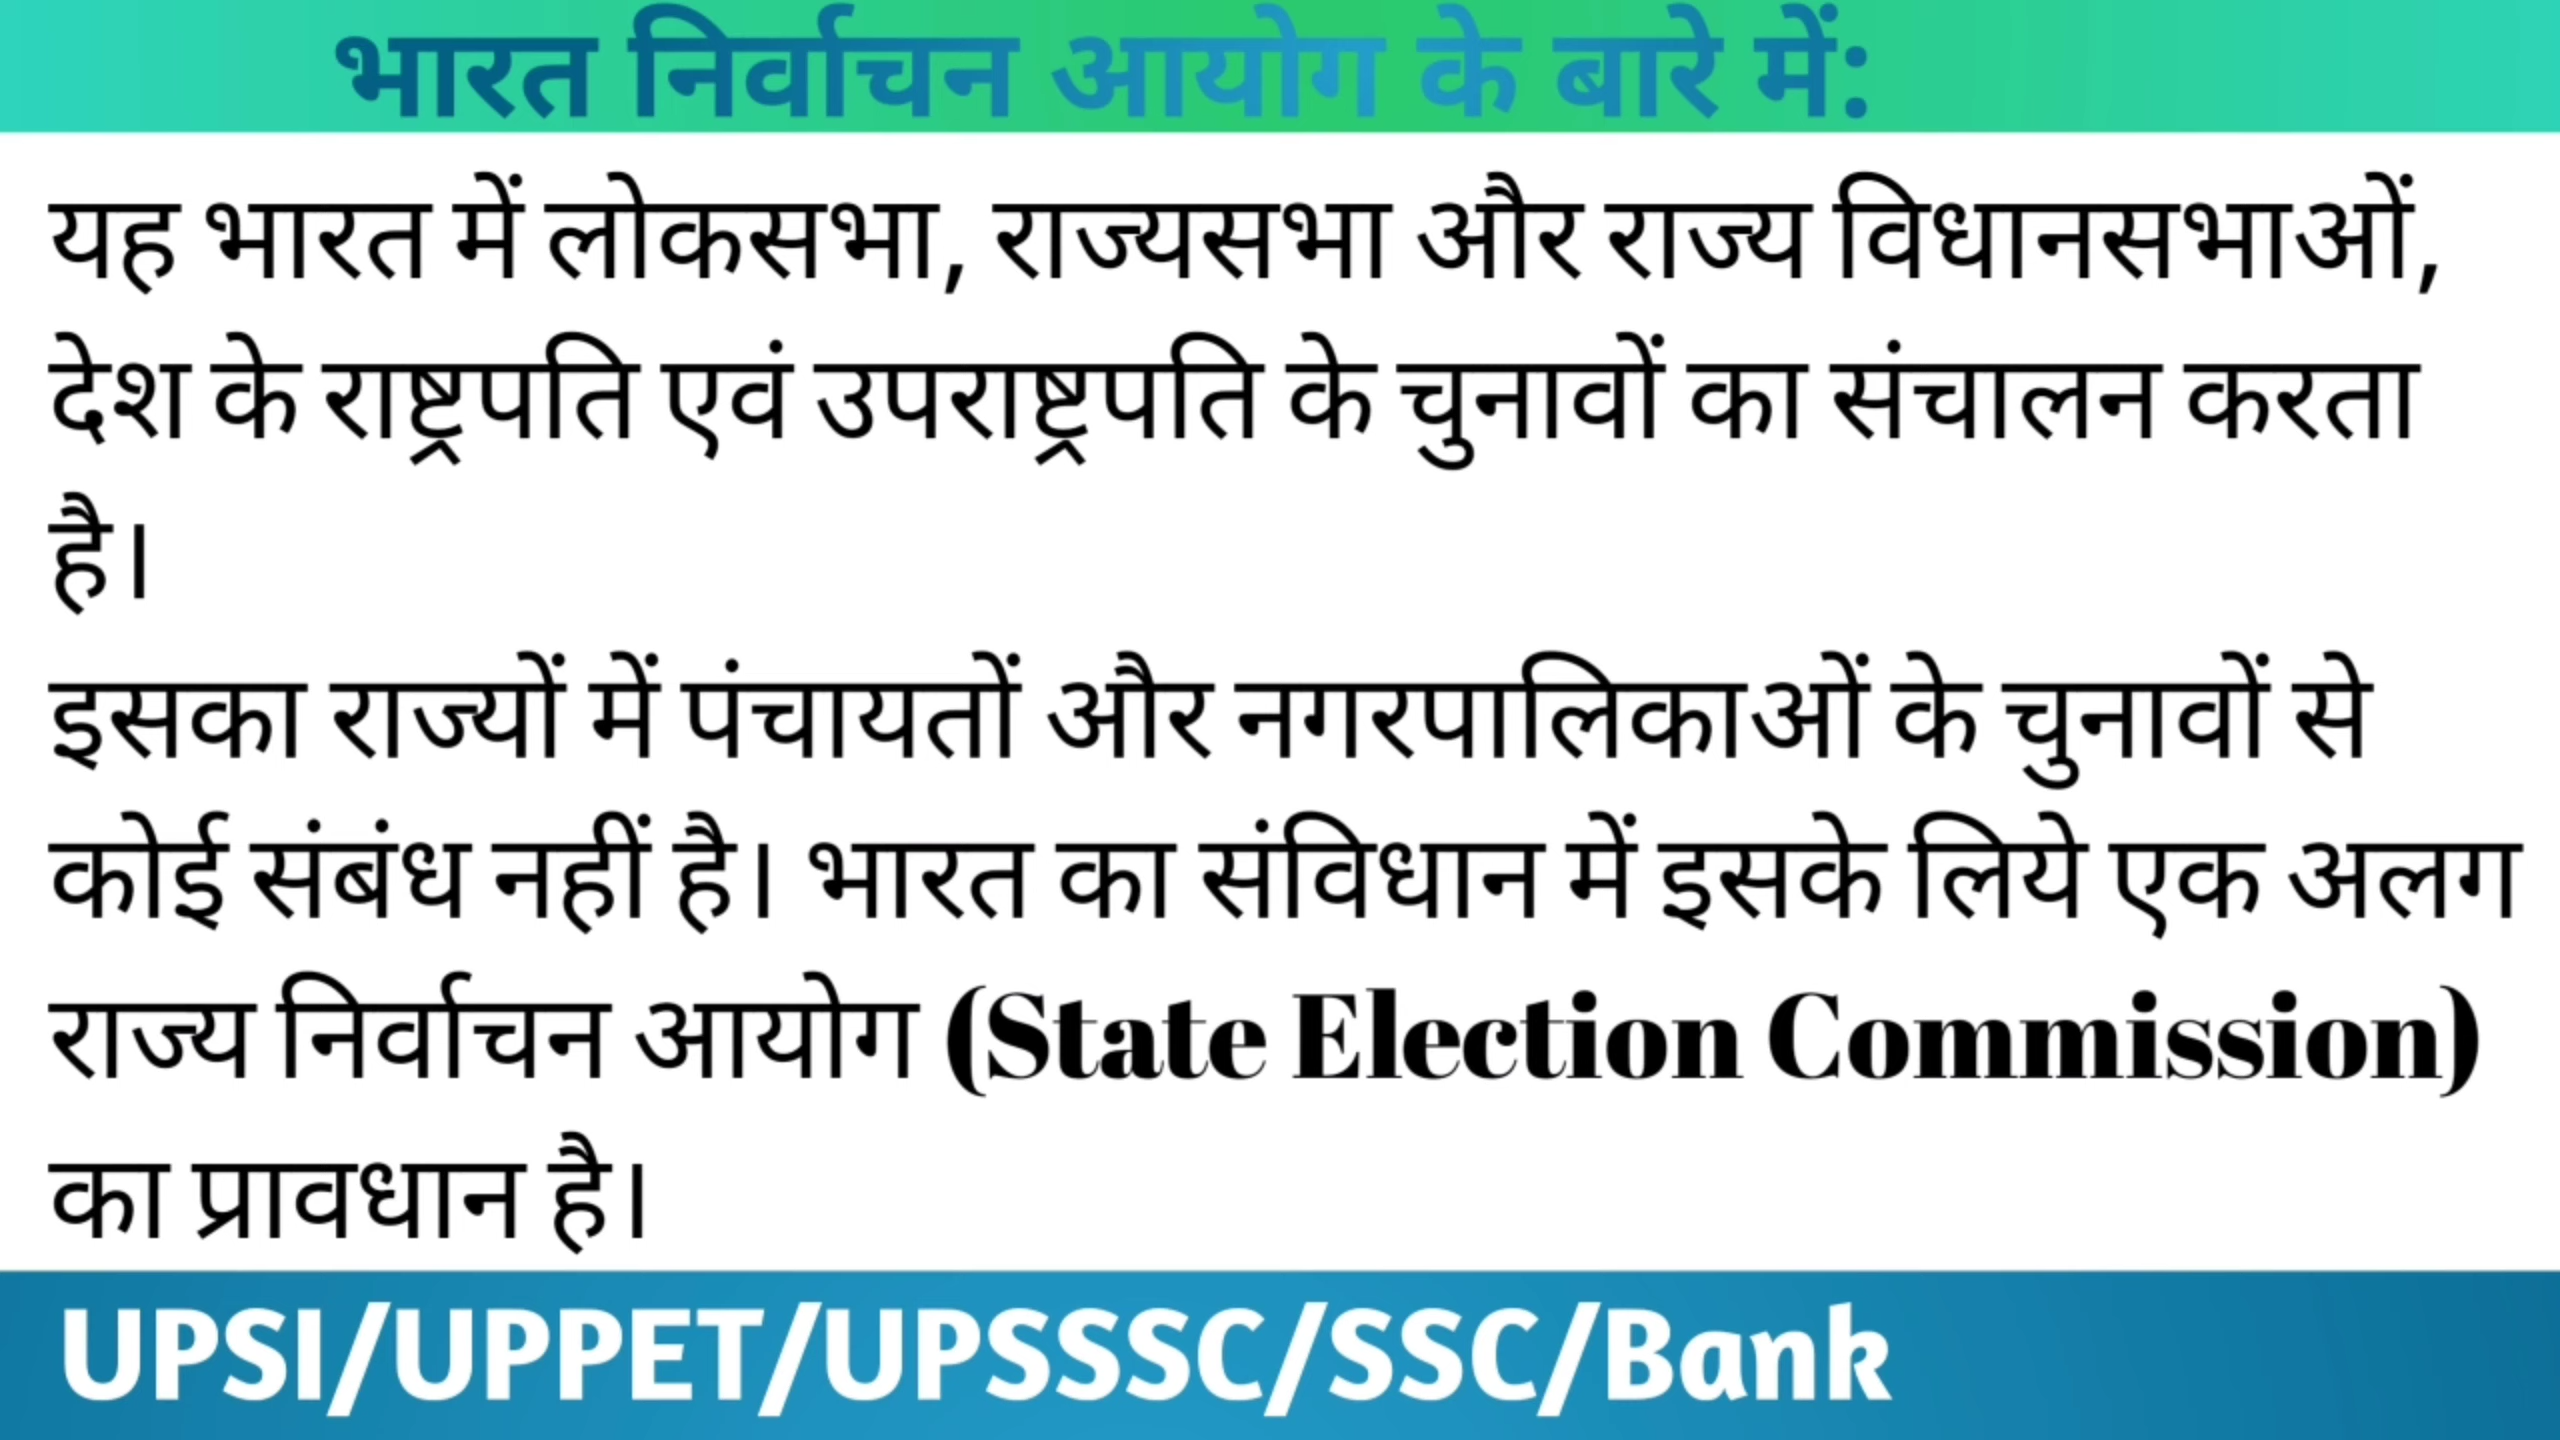 भारत निर्वाचन आयोग के बारे में:
यह भारत में लोकसभा, राज्यसभा और राज्य विधानसभाओं,
देश के राष्ट्रपति एवं उपराष्ट्रपति के चुनावों का संचालन करता
है।
इसका राज्यों में पंचायतों और नगरपालिकाओं के चुनावों से
कोई संबंध नहीं है। भारत का संविधान में इसके लिये एक अलग
राज्य निर्वाचन आयोग (State Election Commission)
का प्रावधान है।
UPSI/UPPET/UPSSSC/SSC/Bank